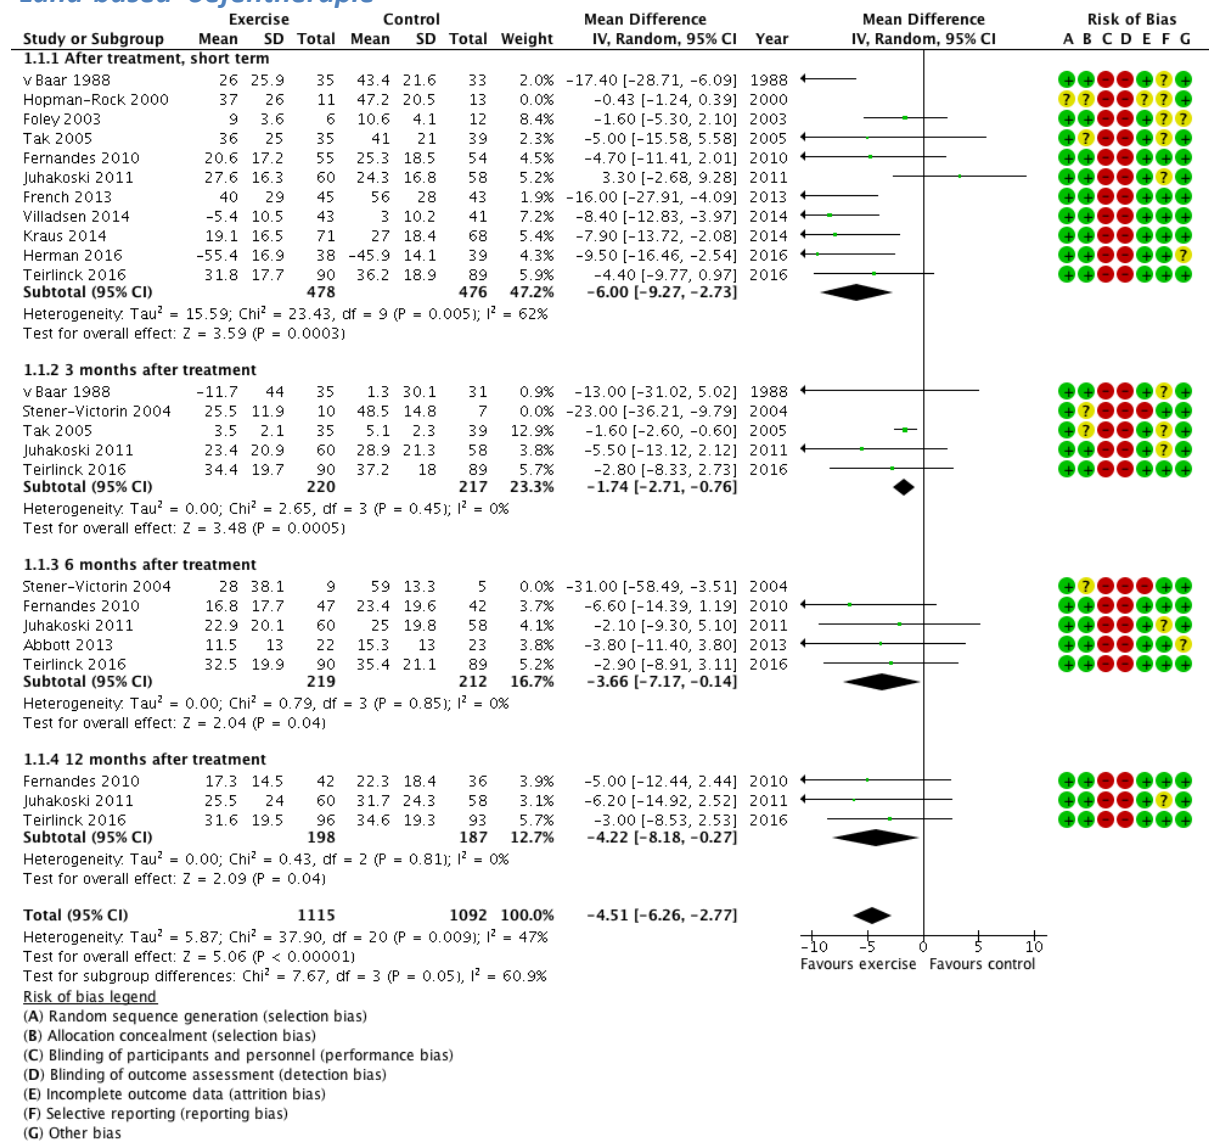 Land-based oefentherapie
Exercise Control Mean Difference Mean Difference Risk of Bias
Study or Subgroup Mean SD Total Mean SD Total Weight IV, Random, 95% CI Year IV, Random, 95% CI A B C D E F G
1.1.1 After treatment, short term
v Baar 1988 26 25.9 35 43.4 21.6 33 2.0% −17.40 [−28.71, −6.09] 1988 + + − − + ? +
Hopman−Rock 2000 37 26 11 47.2 20.5 13 0.0% −0.43 [−1.24, 0.39] 2000 ? ? − − ? ? +
Foley 2003 9 3.6 6 10.6 4.1 12 8.4% −1.60 [−5.30, 2.10] 2003 + + − − + ? ?
Tak 2005 36 25 35 41 21 39 2.6% −5.00 [−15.58, 5.58] 2005 + ? − − + ? +
Fernandes 2010 20.6 17.2 55 25.3 18.5 54 4.5% −4.70 [−11.41, 2.01] 2010 + + − − + + +
Juhakoski 2011 27.6 16.3 60 24.3 16.8 58 5.2% 3.30 [−2.68, 9.28] 2011 + + − − + ? +
French 2013 40 29 45 56 28 43 1.9% −16.00 [−27.91, −4.09] 2013 + + − − + + +
Villadsen 2014 −5.4 10.5 43 3 10.2 41 7.2% −8.40 [−12.83, −3.97] 2014 + + − − + + +
Kraus 2014 19.1 16.5 71 27 18.4 68 5.4% −7.90 [−13.72, −2.08] 2014 + + − − + + +
Herman 2016 −55.4 16.9 38 −45.9 14.1 39 4.3% −9.50 [−16.46, −2.54] 2016 + + − − + + ?
Teirlinck 2016 31.8 17.7 90 36.2 18.9 89 5.9% −4.40 [−9.77, 0.97] 2016 + + − − + + +
Subtotal (95% CI) 478 476 47.2% −6.00 [−9.27, −2.73]
Heterogeneity: Tau² = 15.59; Chi² = 23.43, df = 9 (P = 0.005); I² = 62%
Test for overall effect: Z = 3.59 (P = 0.0003)
1.1.2 3 months after treatment
v Baar 1988 −11.7 44 35 1.3 30.1 31 0.9% −13.00 [−31.02, 5.02] 1988 + + − − + ? +
Stener−Victorin 2004 25.5 11.9 10 48.5 14.8 7 0.0% −23.00 [−36.21, −9.79] 2004 + ? − − − + +
Tak 2005 3.5 2.1 35 5.1 2.3 39 12.9% −1.60 [−2.60, −0.60] 2005 + ? − − + ? +
Juhakoski 2011 23.4 20.9 60 28.9 21.3 58 3.8% −5.50 [−13.12, 2.12] 2011 + + − − + ? +
Teirlinck 2016 34.4 19.7 90 37.2 18 89 5.7% −2.80 [−8.33, 2.73] 2016 + + − − + + +
Subtotal (95% CI) 220 217 23.3% −1.74 [−2.71, −0.76]
Heterogeneity: Tau² = 0.00; Chi² = 2.65, df = 3 (P = 0.45); I² = 0%
Test for overall effect: Z = 3.48 (P = 0.0005)
1.1.3 6 months after treatment
Stener−Victorin 2004 28 38.1 9 59 13.3 5 0.0% −31.00 [−58.49, −3.51] 2004 + ? − − − + +
Fernandes 2010 16.8 17.7 47 23.4 19.6 42 3.7% −6.60 [−14.39, 1.19] 2010 + + − − + + +
Juhakoski 2011 22.9 20.1 60 25 19.8 58 4.1% −2.10 [−9.30, 5.10] 2011 + + − − + ? +
Abbott 2013 11.5 13 22 15.3 13 23 3.8% −3.80 [−11.40, 3.80] 2013 + + − − + + ?
Teirlinck 2016 32.5 19.9 90 35.4 21.1 89 5.2% −2.90 [−8.91, 3.11] 2016 + + − − + + +
Subtotal (95% CI) 219 212 16.7% −3.66 [−7.17, −0.14]
Heterogeneity: Tau² = 0.00; Chi² = 0.79, df = 3 (P = 0.85); I² = 0%
Test for overall effect: Z = 2.04 (P = 0.04)
1.1.4 12 months after treatment
Fernandes 2010 17.3 14.5 42 22.3 18.4 36 3.9% −5.00 [−12.44, 2.44] 2010 + + − − + + +
Juhakoski 2011 25.5 24 60 31.7 24.3 58 3.1% −6.20 [−14.92, 2.52] 2011 + + − − + ? +
Teirlinck 2016 31.6 19.5 96 34.6 19.3 93 5.7% −3.00 [−8.53, 2.53] 2016 + + − − + + +
Subtotal (95% CI) 198 187 12.7% −4.22 [−8.18, −0.27]
Heterogeneity: Tau² = 0.00; Chi² = 0.43, df = 2 (P = 0.81); I² = 0%
Test for overall effect: Z = 2.09 (P = 0.04)
Total (95% CI) 1115 1092 100.0% −4.51 [−6.26, −2.77]
Heterogeneity: Tau² = 5.87; Chi² = 37.90, df = 20 (P = 0.009); I² = 47%
Test for overall effect: Z = 5.06 (P < 0.00001)
Test for subgroup differences: Chi² = 7.67, df = 3 (P = 0.05), I² = 60.9%
−10 −5 0 5 10
Favours exercise Favours control
Risk of bias legend
(A) Random sequence generation (selection bias)
(B) Allocation concealment (selection bias)
(C) Blinding of participants and personnel (performance bias)
(D) Blinding of outcome assessment (detection bias)
(E) Incomplete outcome data (attrition bias)
(F) Selective reporting (reporting bias)
(G) Other bias